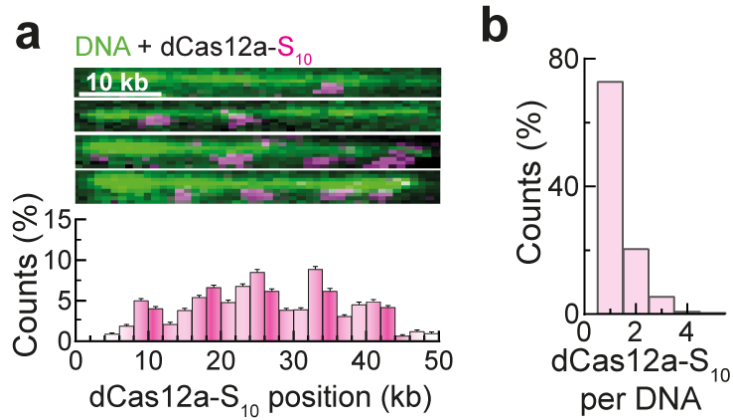 a
DNA + dCas12a-S₁₀
10 kb
Counts (%)
15
10
5
0
0 10 20 30 40 50
dCas12a-S₁₀ position (kb)
b
Counts (%)
80
40
0
0 2 4
dCas12a-S₁₀
per DNA